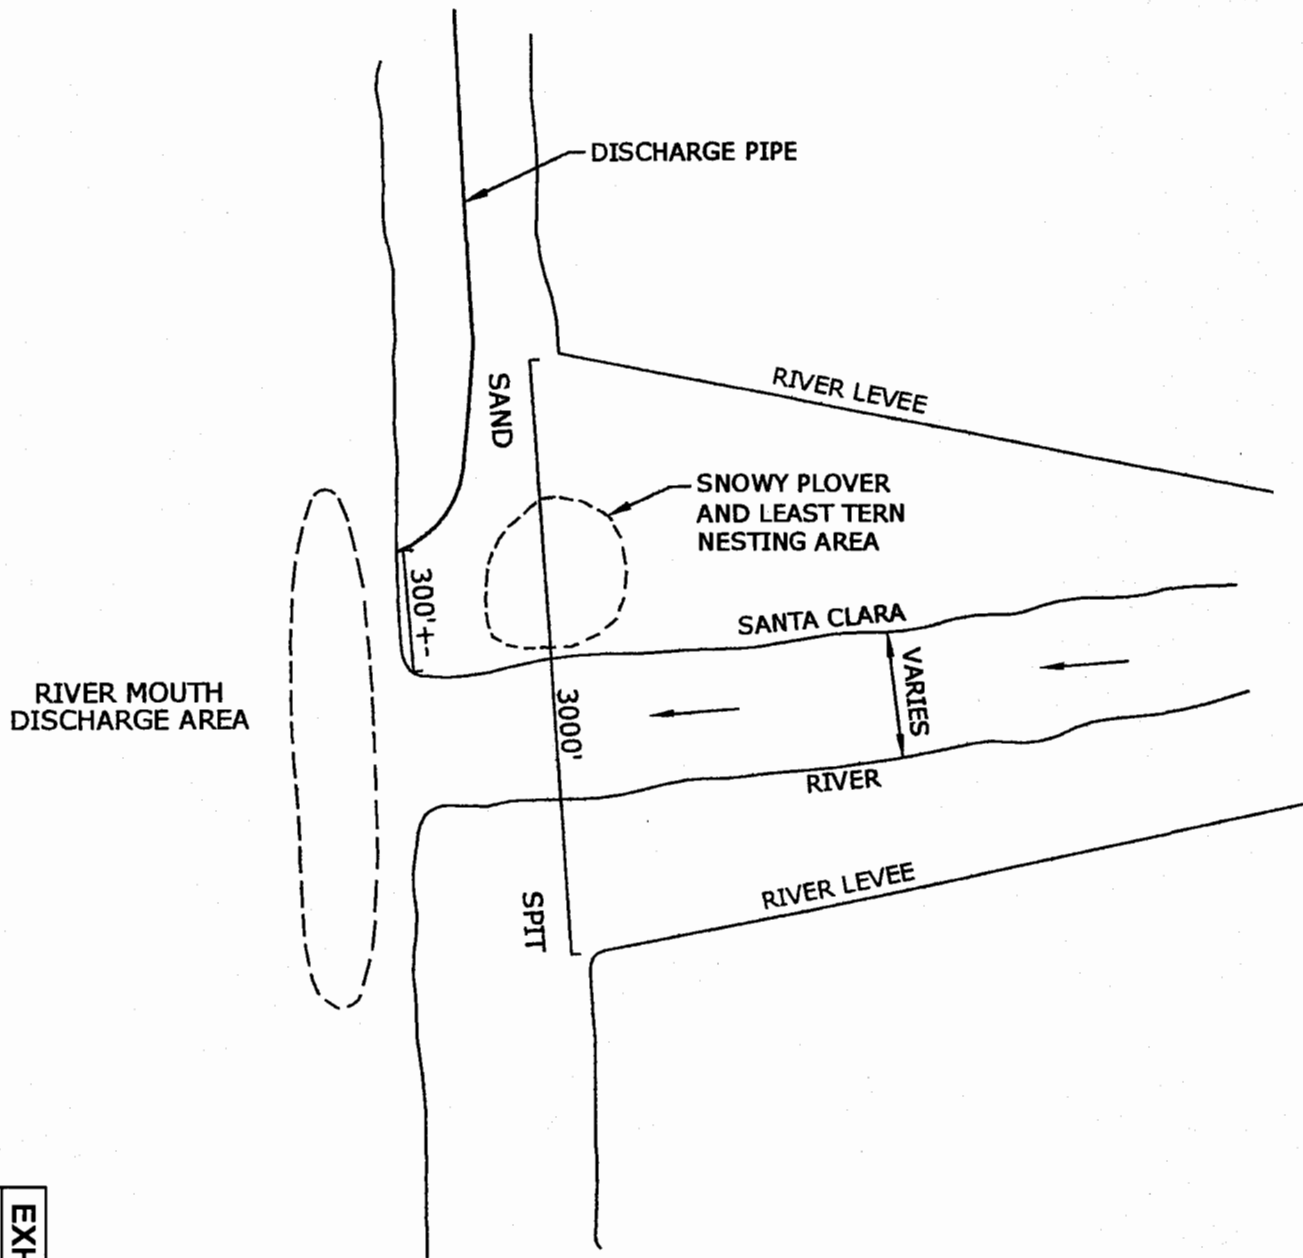 DISCHARGE PIPE
RIVER LEVEE
SAND
SNOWY PLOVER
AND LEAST TERN
NESTING AREA
300'+-
SANTA CLARA
VARIES
RIVER MOUTH
DISCHARGE AREA
3000'
RIVER
RIVER LEVEE
SPIT